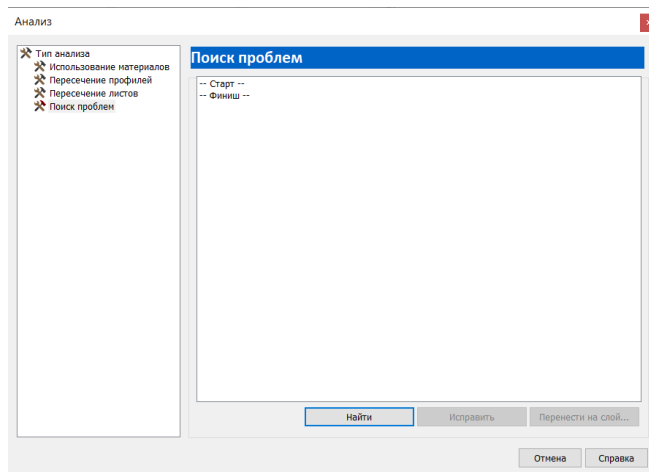 Анализ
Тип анализа
Использование материалов
Пересечение профилей
Пересечение листов
Поиск проблем
Поиск проблем
-- Старт --
-- Финиш --
Найти
Исправить
Перенести на слой...
Отмена
Справка